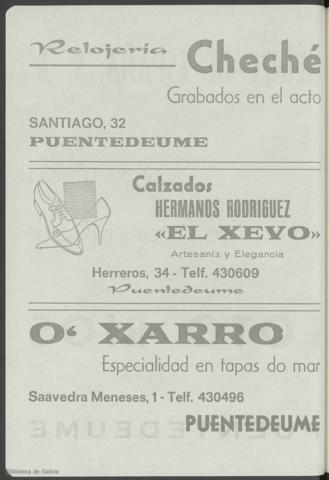 Relojería Cheché
Grabados en el acto
SANTIAGO, 32
PUENTEDEUME
Calzados
HERMANOS RODRIGUEZ
«EL XEVO»
Artesanía y Elegancia
Herreros, 34 - Telf. 430609
Puentedeume
O' XARRO
Especialidad en tapas do mar
Saavedra Meneses, 1 - Telf. 430496
PUENTEDEUME
Biblioteca de Galicia